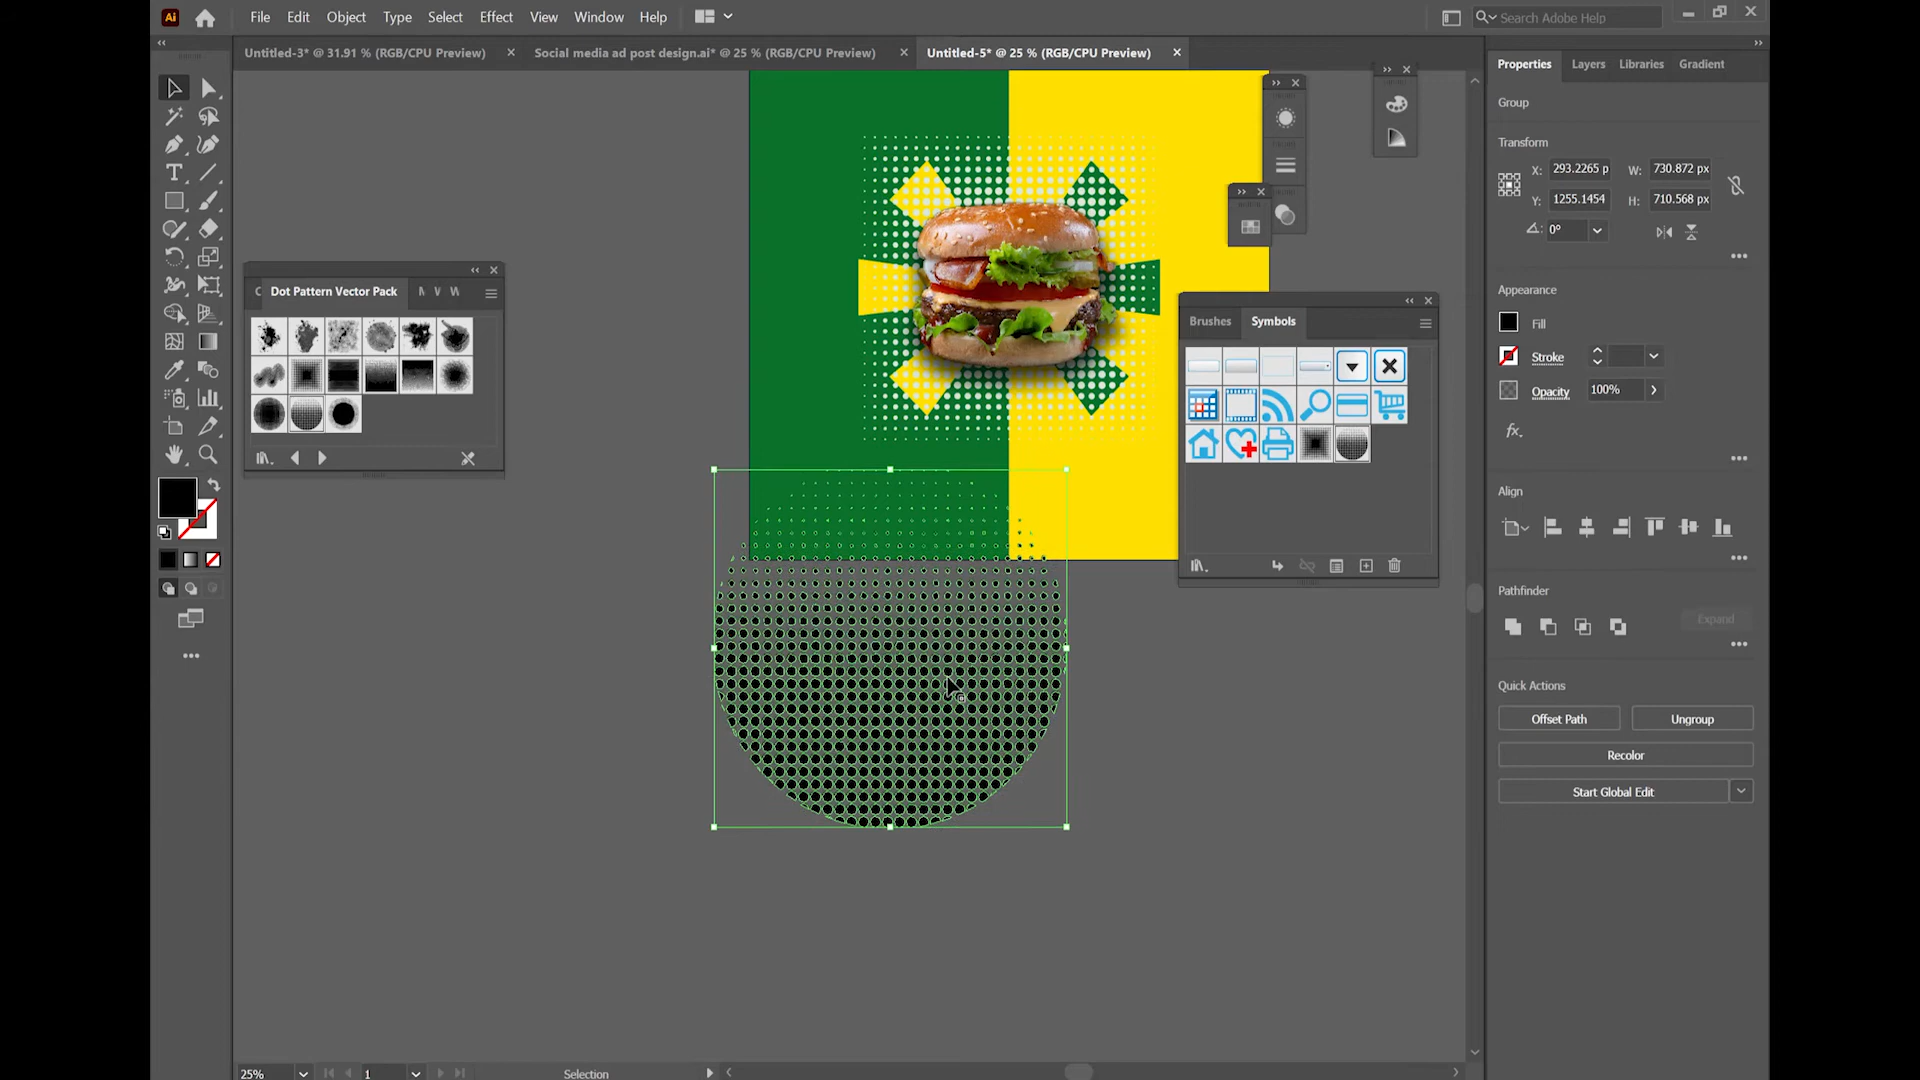 Ai File Edit Object Type Select Effect View Window Help
Search Adobe Help
Untitled-3* @ 31.91 % (RGB/CPU Preview)
Social media ad post design.ai* @ 25 % (RGB/CPU Preview)
Untitled-5* @ 25 % (RGB/CPU Preview)
Properties Layers Libraries Gradient
Group
Transform
X: 293.2265 p W: 730.872 px
Y: 1255.1454 H: 710.568 px
0°
Appearance
Fill
Stroke
Opacity 100%
fx.
Align
Pathfinder
Expand
Quick Actions
Offset Path Ungroup
Recolor
Start Global Edit
Dot Pattern Vector Pack
Brushes Symbols
25% 1 Selection